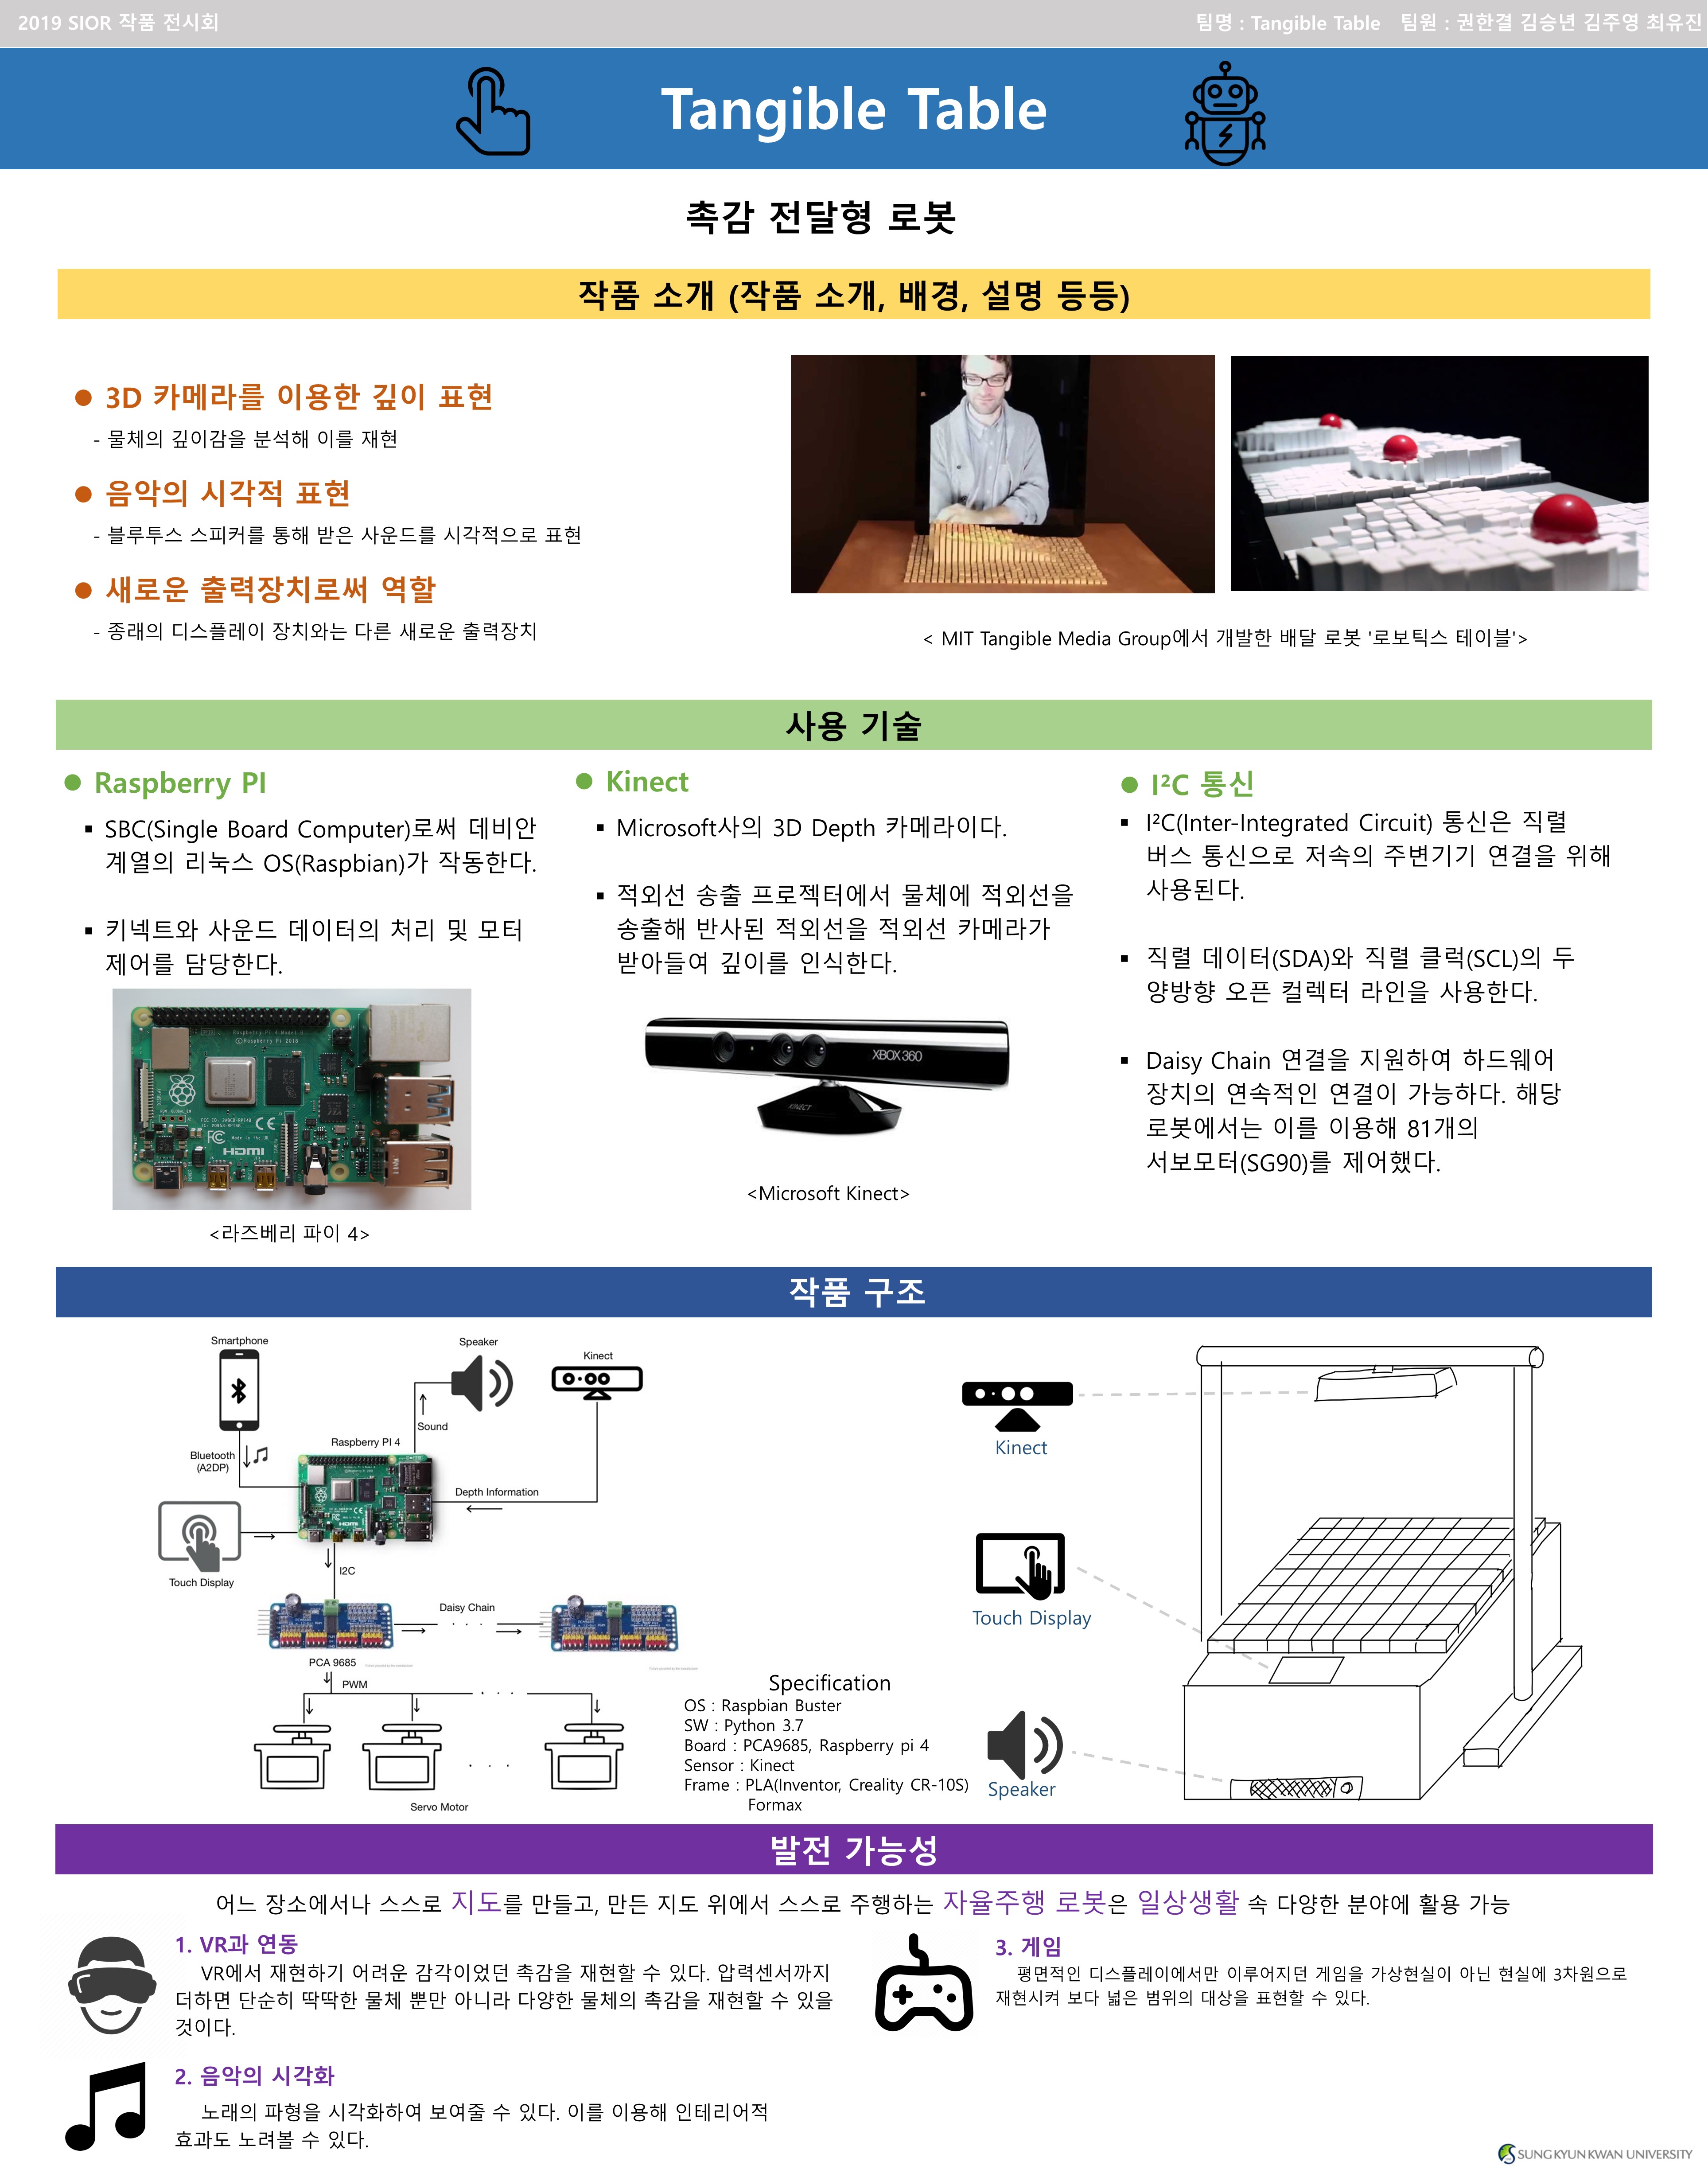 2019 SIOR 작품 전시회
팀명 : Tangible Table 팀원 : 권한결 김승년 김주영 최유진
Tangible Table
촉감 전달형 로봇
작품 소개 (작품 소개, 배경, 설명 등등)
● 3D 카메라를 이용한 깊이 표현
- 물체의 깊이감을 분석해 이를 재현
● 음악의 시각적 표현
- 블루투스 스피커를 통해 받은 사운드를 시각적으로 표현
● 새로운 출력장치로써 역할
- 종래의 디스플레이 장치와는 다른 새로운 출력장치
< MIT Tangible Media Group에서 개발한 배달 로봇 '로보틱스 테이블'>
사용 기술
● Raspberry PI
▪ SBC(Single Board Computer)로써 데비안
계열의 리눅스 OS(Raspbian)가 작동한다.
▪ 키넥트와 사운드 데이터의 처리 및 모터
제어를 담당한다.
Raspberry Pi 4 Model B
©Raspberry Pi 2018
FC CE
Made in the UK
HDMI
<라즈베리 파이 4>
● Kinect
▪ Microsoft사의 3D Depth 카메라이다.
▪ 적외선 송출 프로젝터에서 물체에 적외선을
송출해 반사된 적외선을 적외선 카메라가
받아들여 깊이를 인식한다.
XBOX 360
KINECT
<Microsoft Kinect>
● I²C 통신
▪ I²C(Inter-Integrated Circuit) 통신은 직렬
버스 통신으로 저속의 주변기기 연결을 위해
사용된다.
▪ 직렬 데이터(SDA)와 직렬 클럭(SCL)의 두
양방향 오픈 컬렉터 라인을 사용한다.
▪ Daisy Chain 연결을 지원하여 하드웨어
장치의 연속적인 연결이 가능하다. 해당
로봇에서는 이를 이용해 81개의
서보모터(SG90)를 제어했다.
작품 구조
Smartphone
Speaker
Kinect
Sound
Bluetooth
(A2DP)
Raspberry PI 4
Depth Information
HDMI
Touch Display
I2C
Daisy Chain
PCA 9685
PWM
Servo Motor
Specification
OS : Raspbian Buster
SW : Python 3.7
Board : PCA9685, Raspberry pi 4
Sensor : Kinect
Frame : PLA(Inventor, Creality CR-10S)
Formax
Kinect
Touch Display
Speaker
발전 가능성
어느 장소에서나 스스로 지도를 만들고, 만든 지도 위에서 스스로 주행하는 자율주행 로봇은 일상생활 속 다양한 분야에 활용 가능
1. VR과 연동
VR에서 재현하기 어려운 감각이었던 촉감을 재현할 수 있다. 압력센서까지
더하면 단순히 딱딱한 물체 뿐만 아니라 다양한 물체의 촉감을 재현할 수 있을
것이다.
2. 음악의 시각화
노래의 파형을 시각화하여 보여줄 수 있다. 이를 이용해 인테리어적
효과도 노려볼 수 있다.
3. 게임
평면적인 디스플레이에서만 이루어지던 게임을 가상현실이 아닌 현실에 3차원으로
재현시켜 보다 넓은 범위의 대상을 표현할 수 있다.
SUNG KYUN KWAN UNIVERSITY